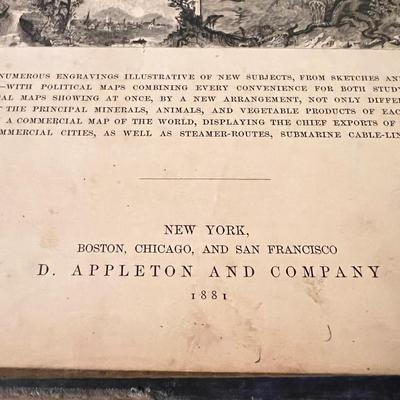 NUMEROUS ENGRAVINGS ILLUSTRATIVE OF NEW SUBJECTS, FROM SKETCHES AN
—WITH POLITICAL MAPS COMBINING EVERY CONVENIENCE FOR BOTH STUDY
AL MAPS SHOWING AT ONCE, BY A NEW ARRANGEMENT, NOT ONLY DIFFE
THE PRINCIPAL MINERALS, ANIMALS, AND VEGETABLE PRODUCTS OF EAC
A COMMERCIAL MAP OF THE WORLD, DISPLAYING THE CHIEF EXPORTS OF
MMERCIAL CITIES, AS WELL AS STEAMER-ROUTES, SUBMARINE CABLE-LIN
NEW YORK,
BOSTON, CHICAGO, AND SAN FRANCISCO
D. APPLETON AND COMPANY
1881